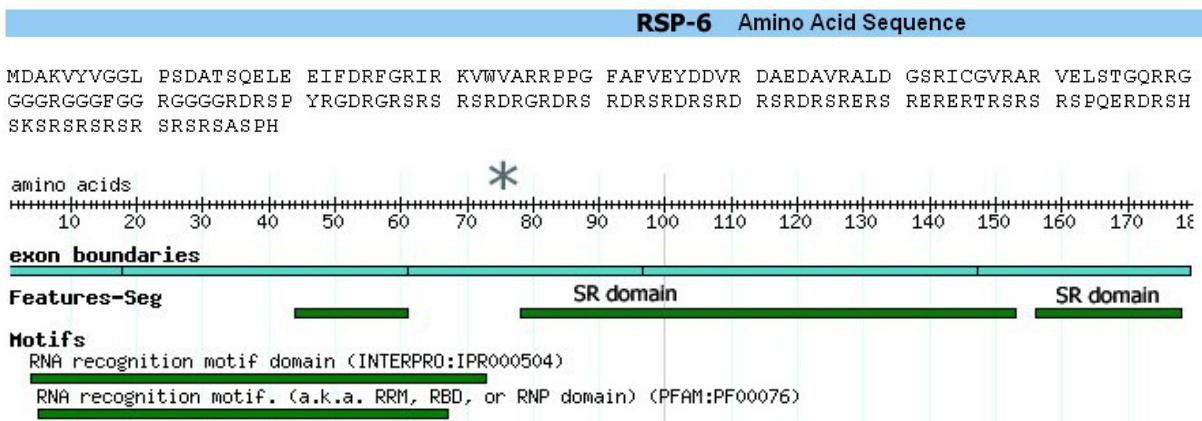 RSP-6 Amino Acid Sequence
MDAKVYVGGL PSDATSQELE EIFDRFGRIR KVWVARRPPG FAFVEYDDVR DAEDAVRALD GSRICGVRAR VELSTGQRRG
GGGRGGGFGG RGGGGRDRSP YRGDRGRSRS RSRDRGRDRS RDRSRDRSRD RSRDRSRERS RERERTRSRS RSPQERDRSH
SKSRSRSRSR SRSRSASPH
*
amino acids
10 20 30 40 50 60 70 80 90 100 110 120 130 140 150 160 170 18
exon boundaries
Features-Seg SR domain SR domain
Motifs
RNA recognition motif domain (INTERPRO:IPR000504)
RNA recognition motif. (a.k.a. RRM, RBD, or RNP domain) (PFAM:PF00076)